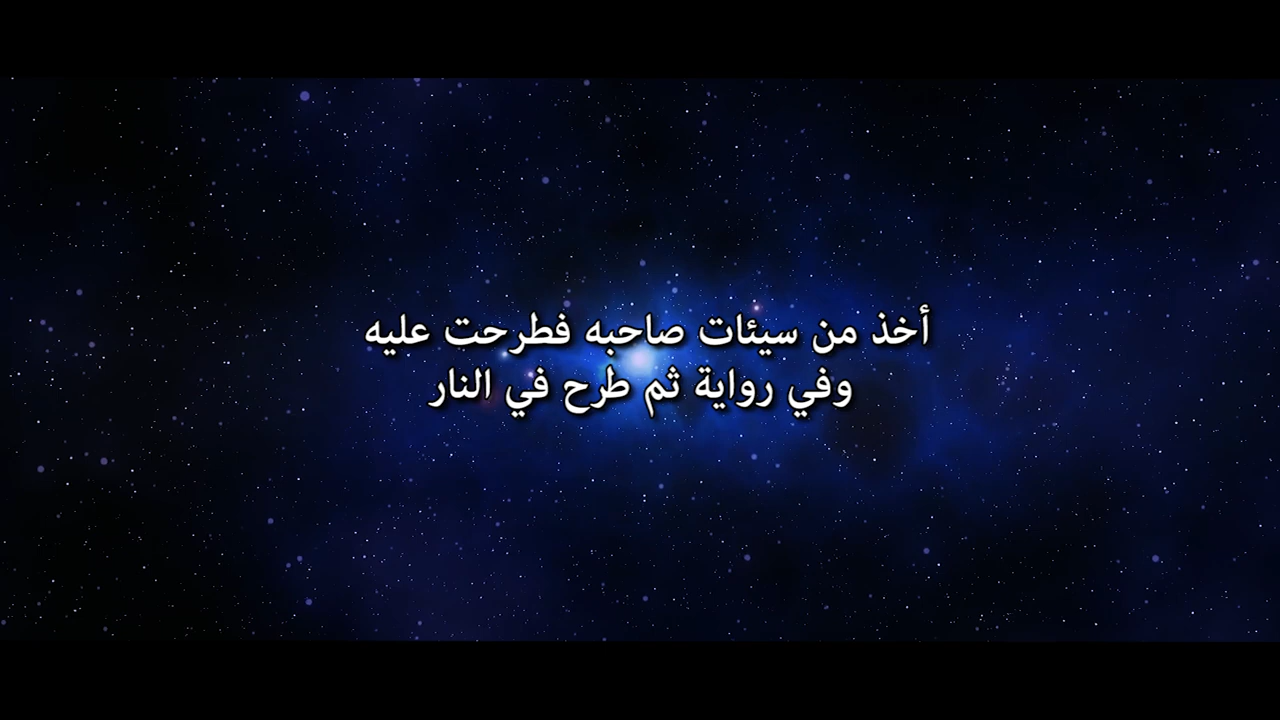 أخذ من سيئات صاحبه فطرحت عليه
وفي رواية ثم طرح في النار